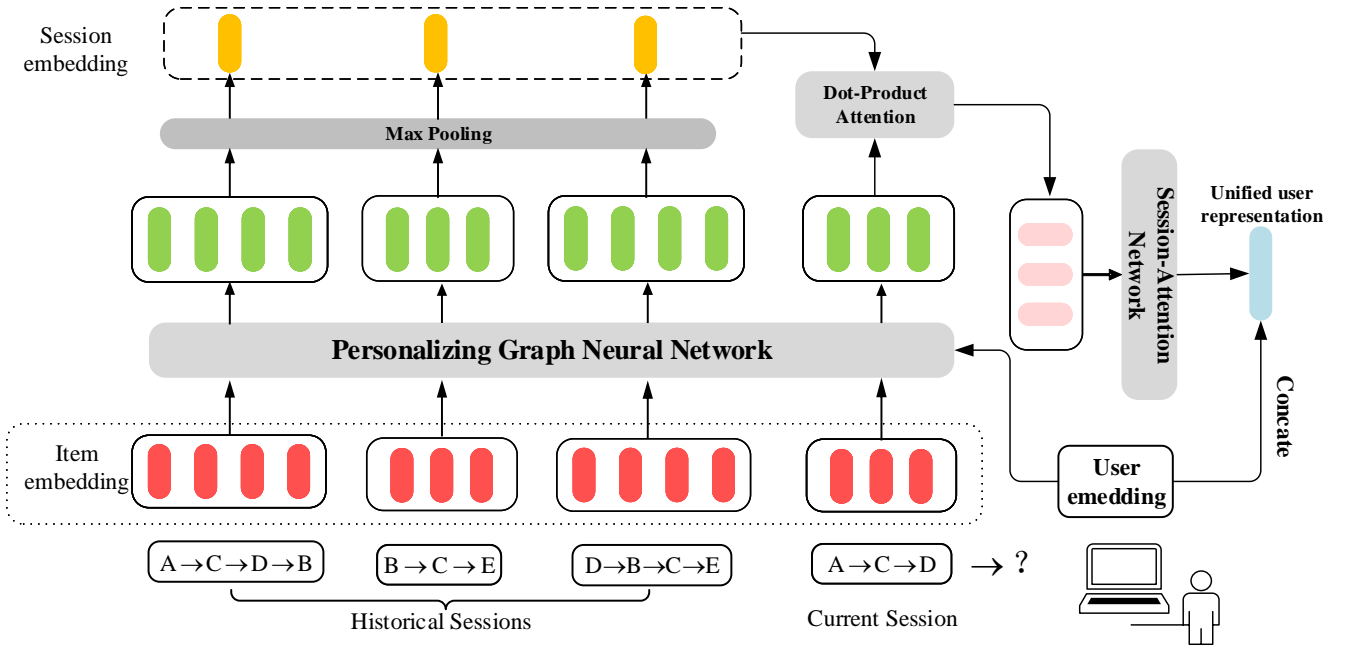 Session
embedding
Max Pooling
Dot-Product
Attention
Session-Attention
Network
Unified user
representation
Personalizing Graph Neural Network
Concate
Item
embedding
User
emedding
A→C→D→B
B→C→E
D→B→C→E
A→C→D
→ ?
Historical Sessions
Current Session